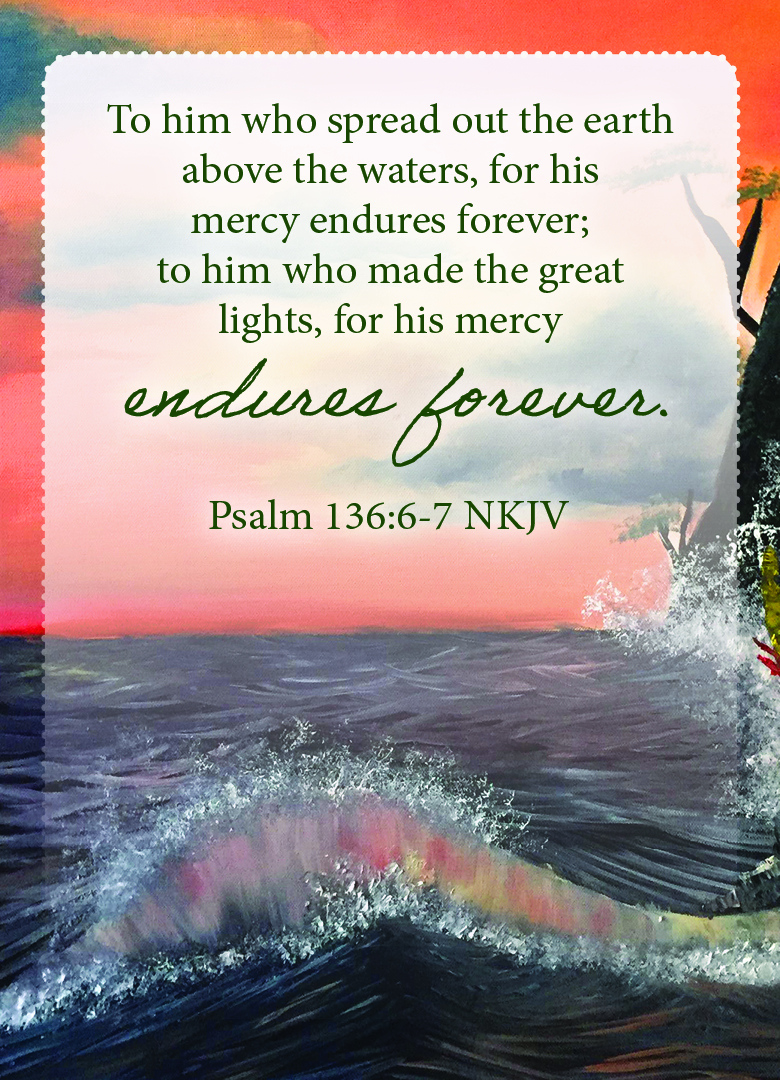 To him who spread out the earth
above the waters, for his
mercy endures forever;
to him who made the great
lights, for his mercy
endures forever.
Psalm 136:6-7 NKJV